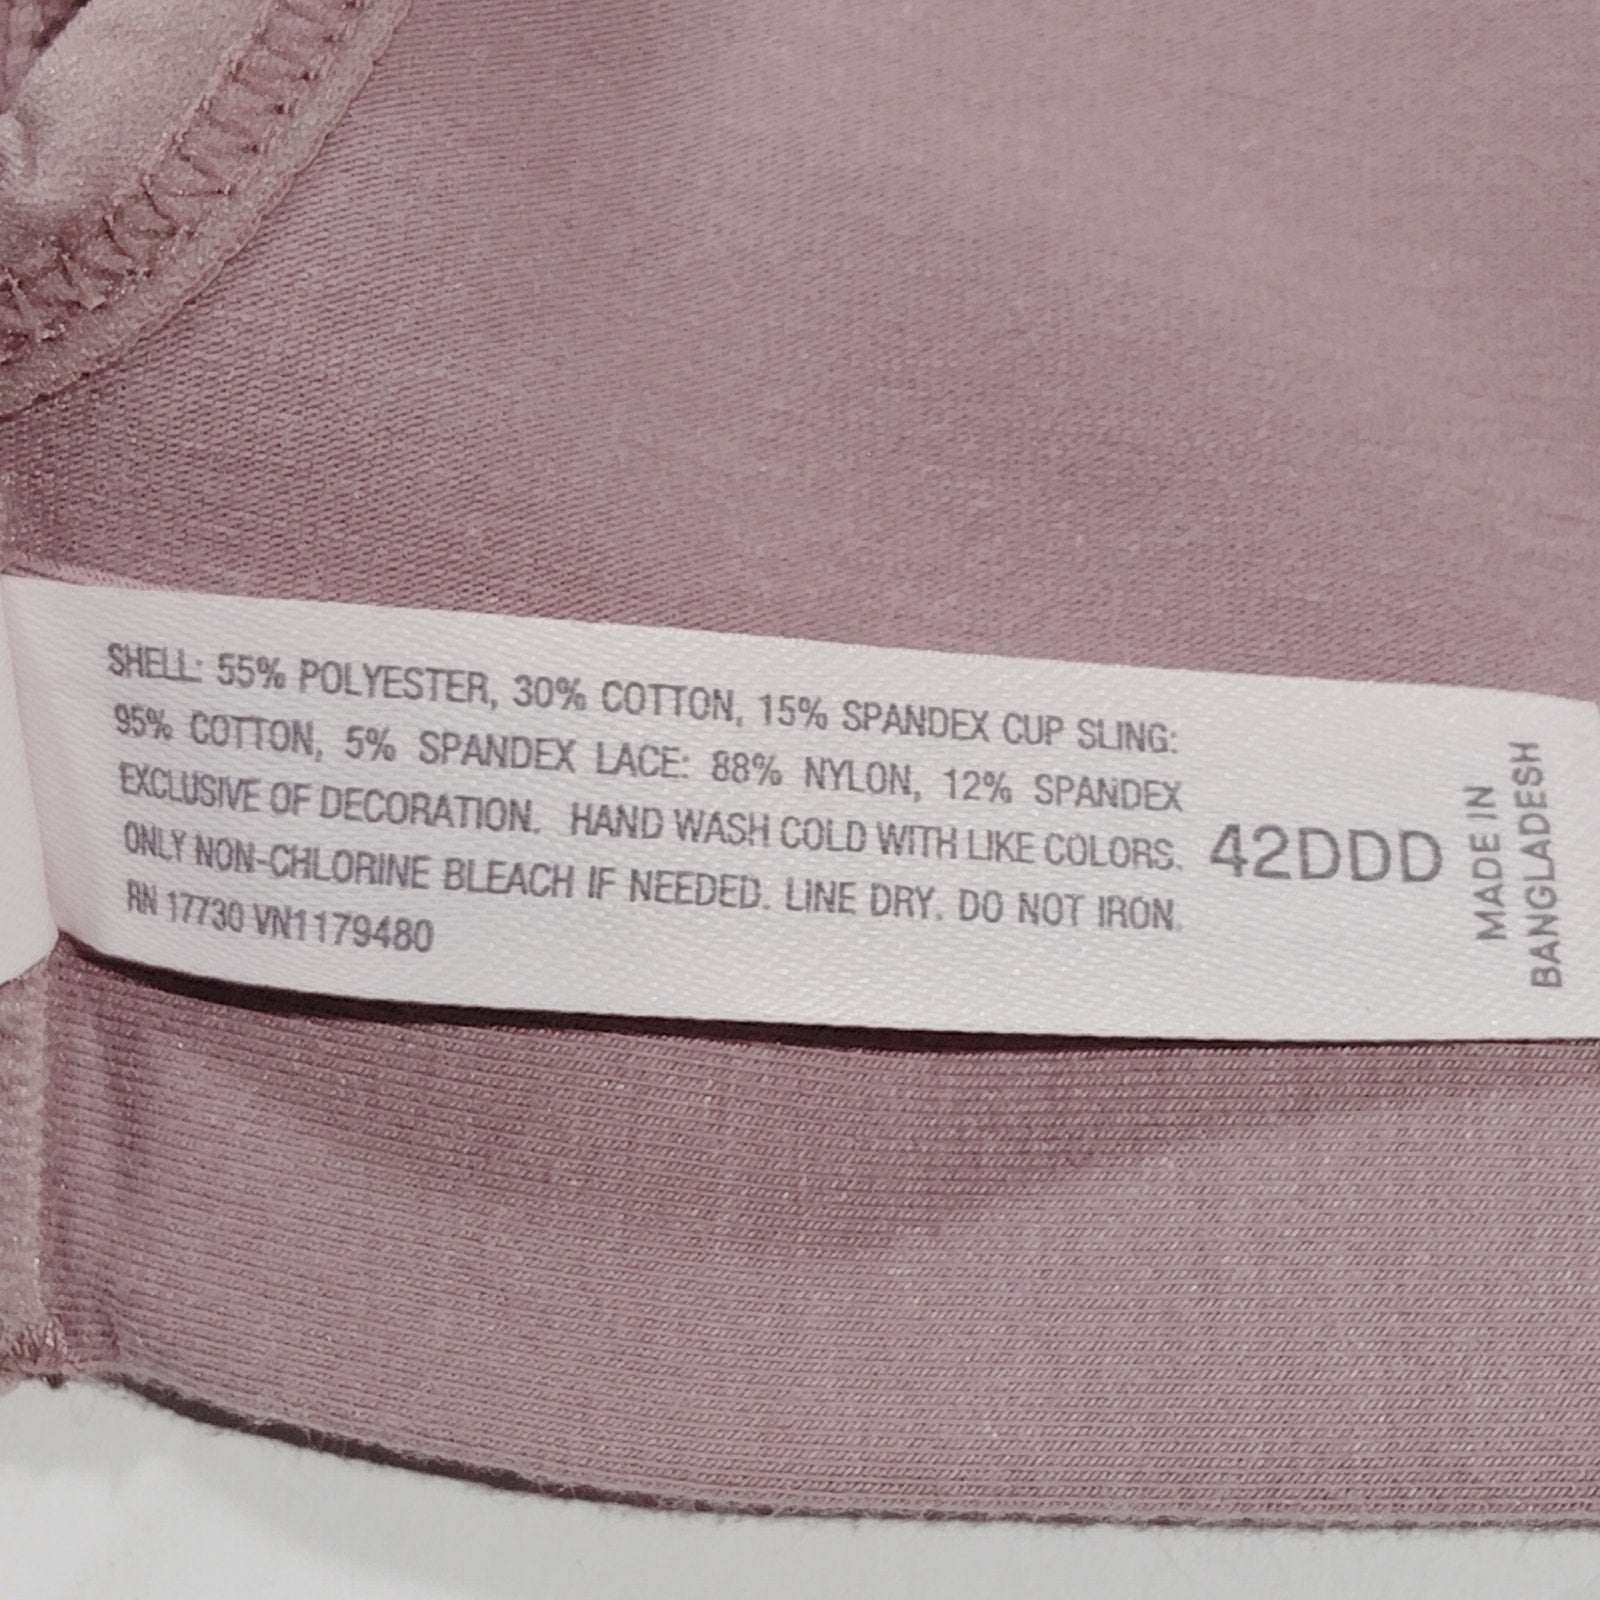 SHELL: 55% POLYESTER, 30% COTTON, 15% SPANDEX CUP SLING:
95% COTTON, 5% SPANDEX LACE: 88% NYLON, 12% SPANDEX
EXCLUSIVE OF DECORATION. HAND WASH COLD WITH LIKE COLORS.
ONLY NON-CHLORINE BLEACH IF NEEDED. LINE DRY. DO NOT IRON.
RN 17730 VN1179480
42DDD
MADE IN
BANGLADESH